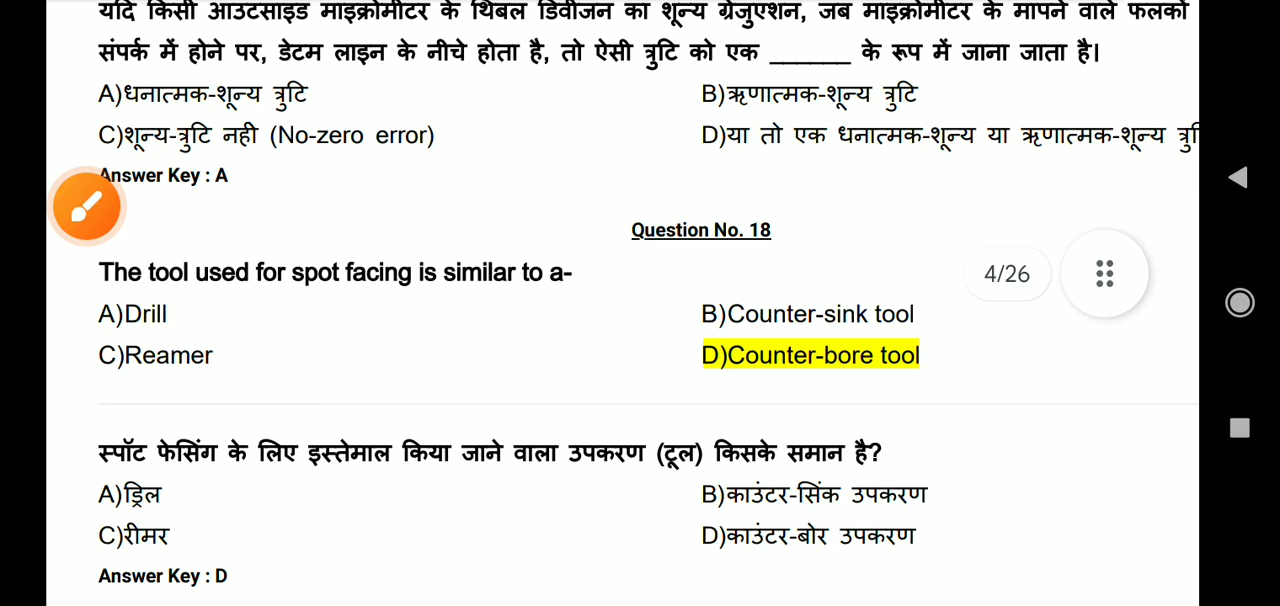 यदि किसी आउटसाइड माइक्रोमीटर के थिंबल डिवीजन का शून्य ग्रेजुएशन, जब माइक्रोमीटर के मापने वाले फलकों
संपर्क में होने पर, डेटम लाइन के नीचे होता है, तो ऐसी त्रुटि को एक ______ के रूप में जाना जाता है।
A)धनात्मक-शून्य त्रुटि B)ऋणात्मक-शून्य त्रुटि
C)शून्य-त्रुटि नही (No-zero error) D)या तो एक धनात्मक-शून्य या ऋणात्मक-शून्य
Answer Key : A
Question No. 18
The tool used for spot facing is similar to a-
4/26
A)Drill B)Counter-sink tool
C)Reamer D)Counter-bore tool
स्पॉट फेसिंग के लिए इस्तेमाल किया जाने वाला उपकरण (टूल) किसके समान है?
A)ड्रिल B)काउंटर-सिंक उपकरण
C)रीमर D)काउंटर-बोर उपकरण
Answer Key : D